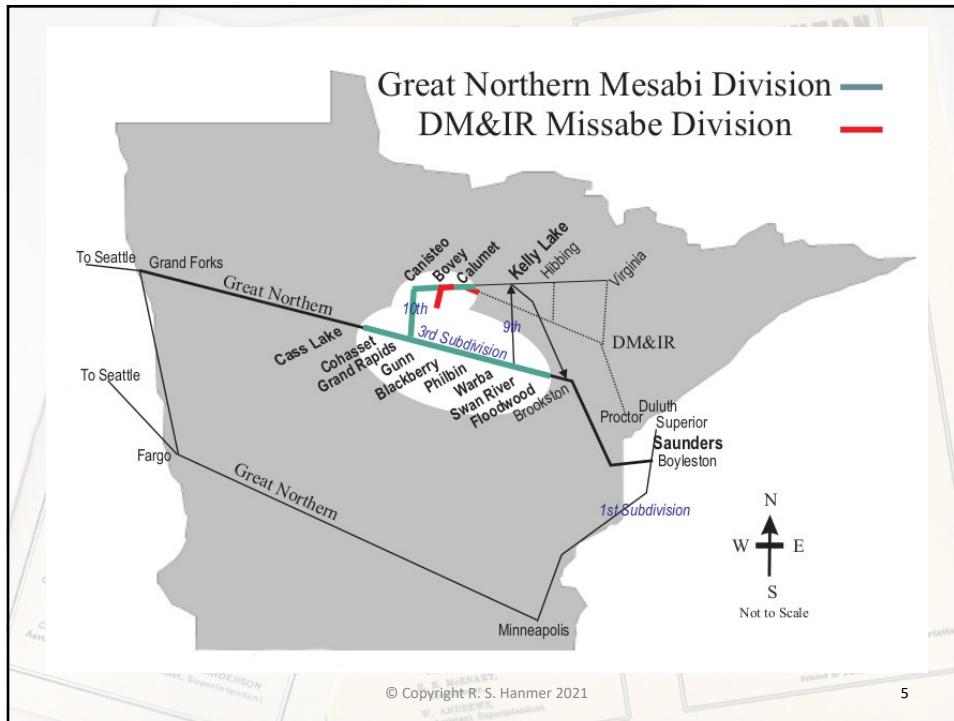 Great Northern Mesabi Division
DM&IR Missabe Division
To Seattle
Grand Forks
Great Northern
Canisteo
Bovey
Calumet
Kelly Lake
Hibbing
Virginia
10th
9th
3rd Subdivision
DM&IR
Cass Lake
Cohasset
Grand Rapids
Gunn
Blackberry
Philbin
Warba
Swan River
Floodwood
Brookston
To Seattle
Fargo
Great Northern
Proctor
Duluth
Superior
Saunders
Boyleston
1st Subdivision
Minneapolis
N
W E
S
Not to Scale
ANDERSON
R. S. McENARY,
W. ANDREWS,
© Copyright R. S. Hanmer 2021
5